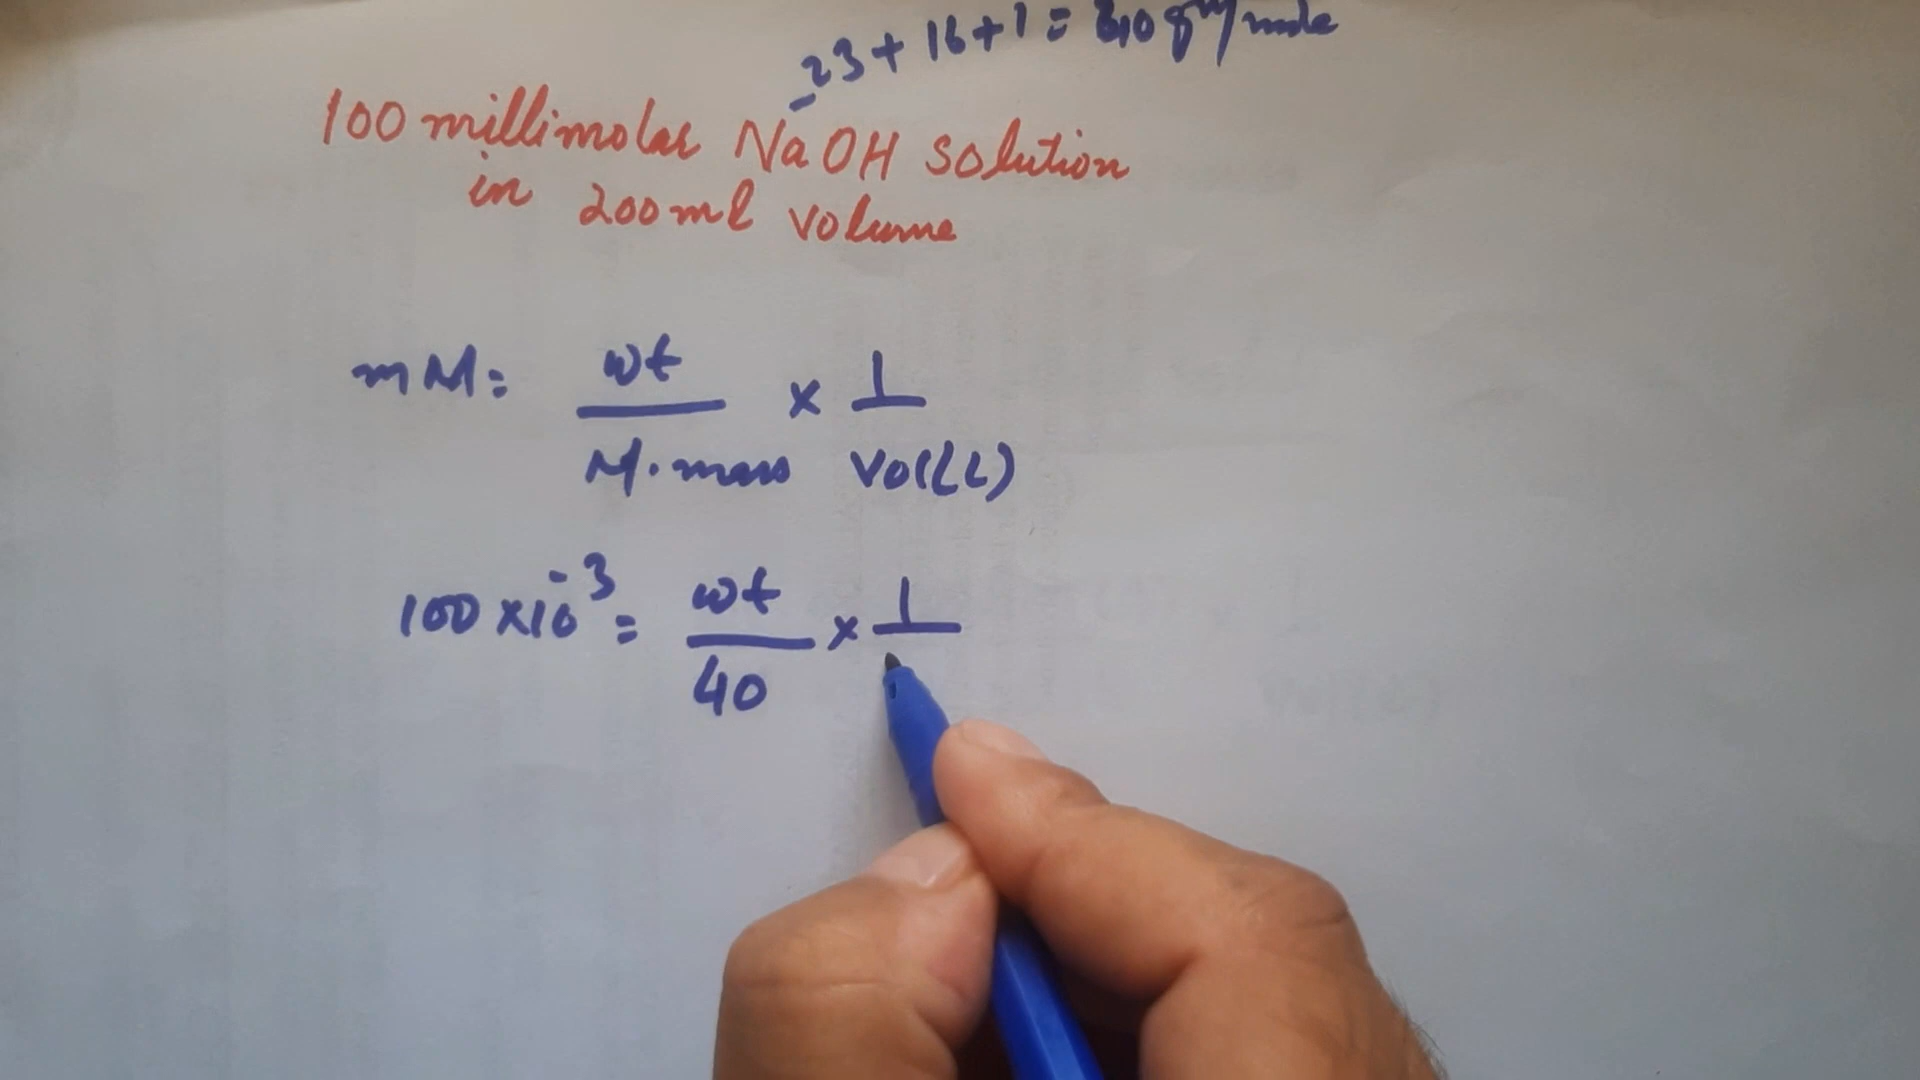 23+16+1=40 gm/mole
100 millimolar NaOH solution
in 200ml volume
mM= wt/M.mass × 1/Vol(L)
100×10⁻³= wt/40 × 1/